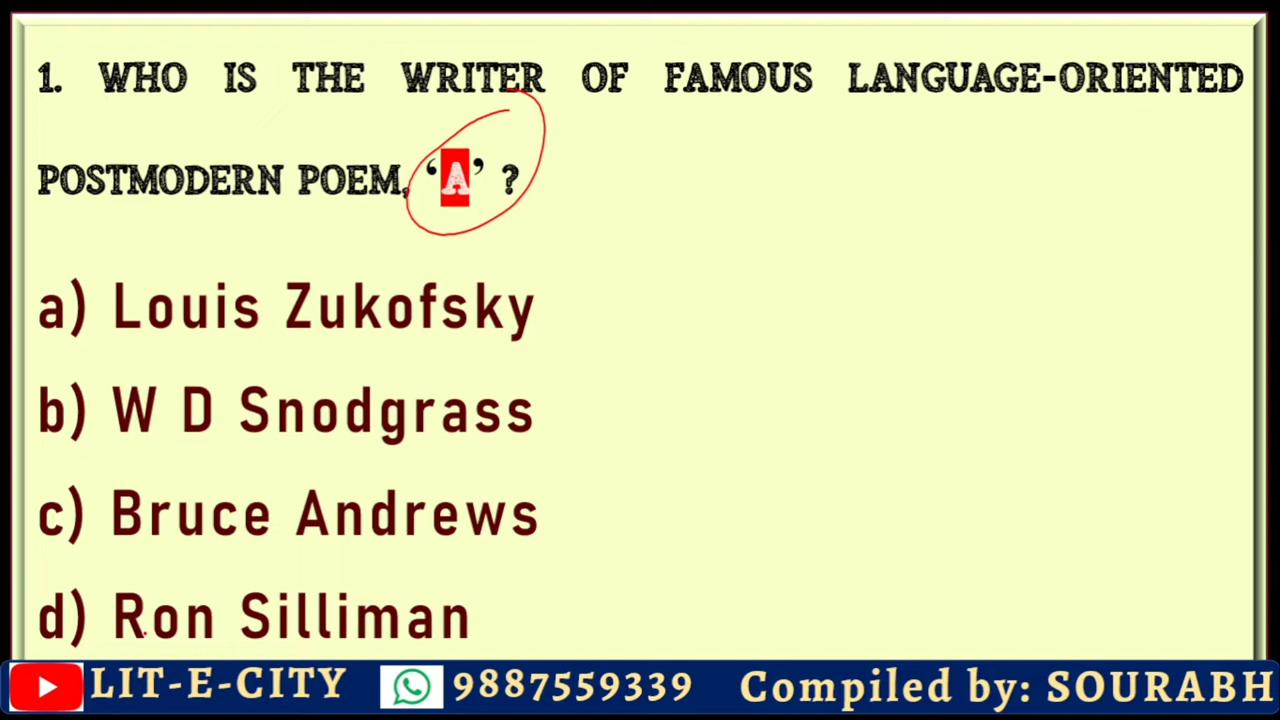 1. WHO IS THE WRITER OF FAMOUS LANGUAGE-ORIENTED
POSTMODERN POEM, ‘A’ ?
a) Louis Zukofsky
b) W D Snodgrass
c) Bruce Andrews
d) Ron Silliman
LIT-E-CITY 9887559339 Compiled by: SOURABH